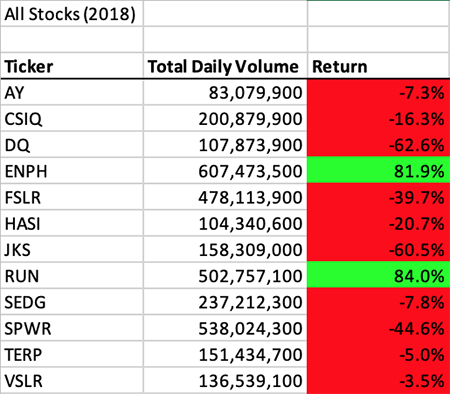 All Stocks (2018)
Ticker Total Daily Volume Return
AY 83,079,900 -7.3%
CSIQ 200,879,900 -16.3%
DQ 107,873,900 -62.6%
ENPH 607,473,500 81.9%
FSLR 478,113,900 -39.7%
HASI 104,340,600 -20.7%
JKS 158,309,000 -60.5%
RUN 502,757,100 84.0%
SEDG 237,212,300 -7.8%
SPWR 538,024,300 -44.6%
TERP 151,434,700 -5.0%
VSLR 136,539,100 -3.5%